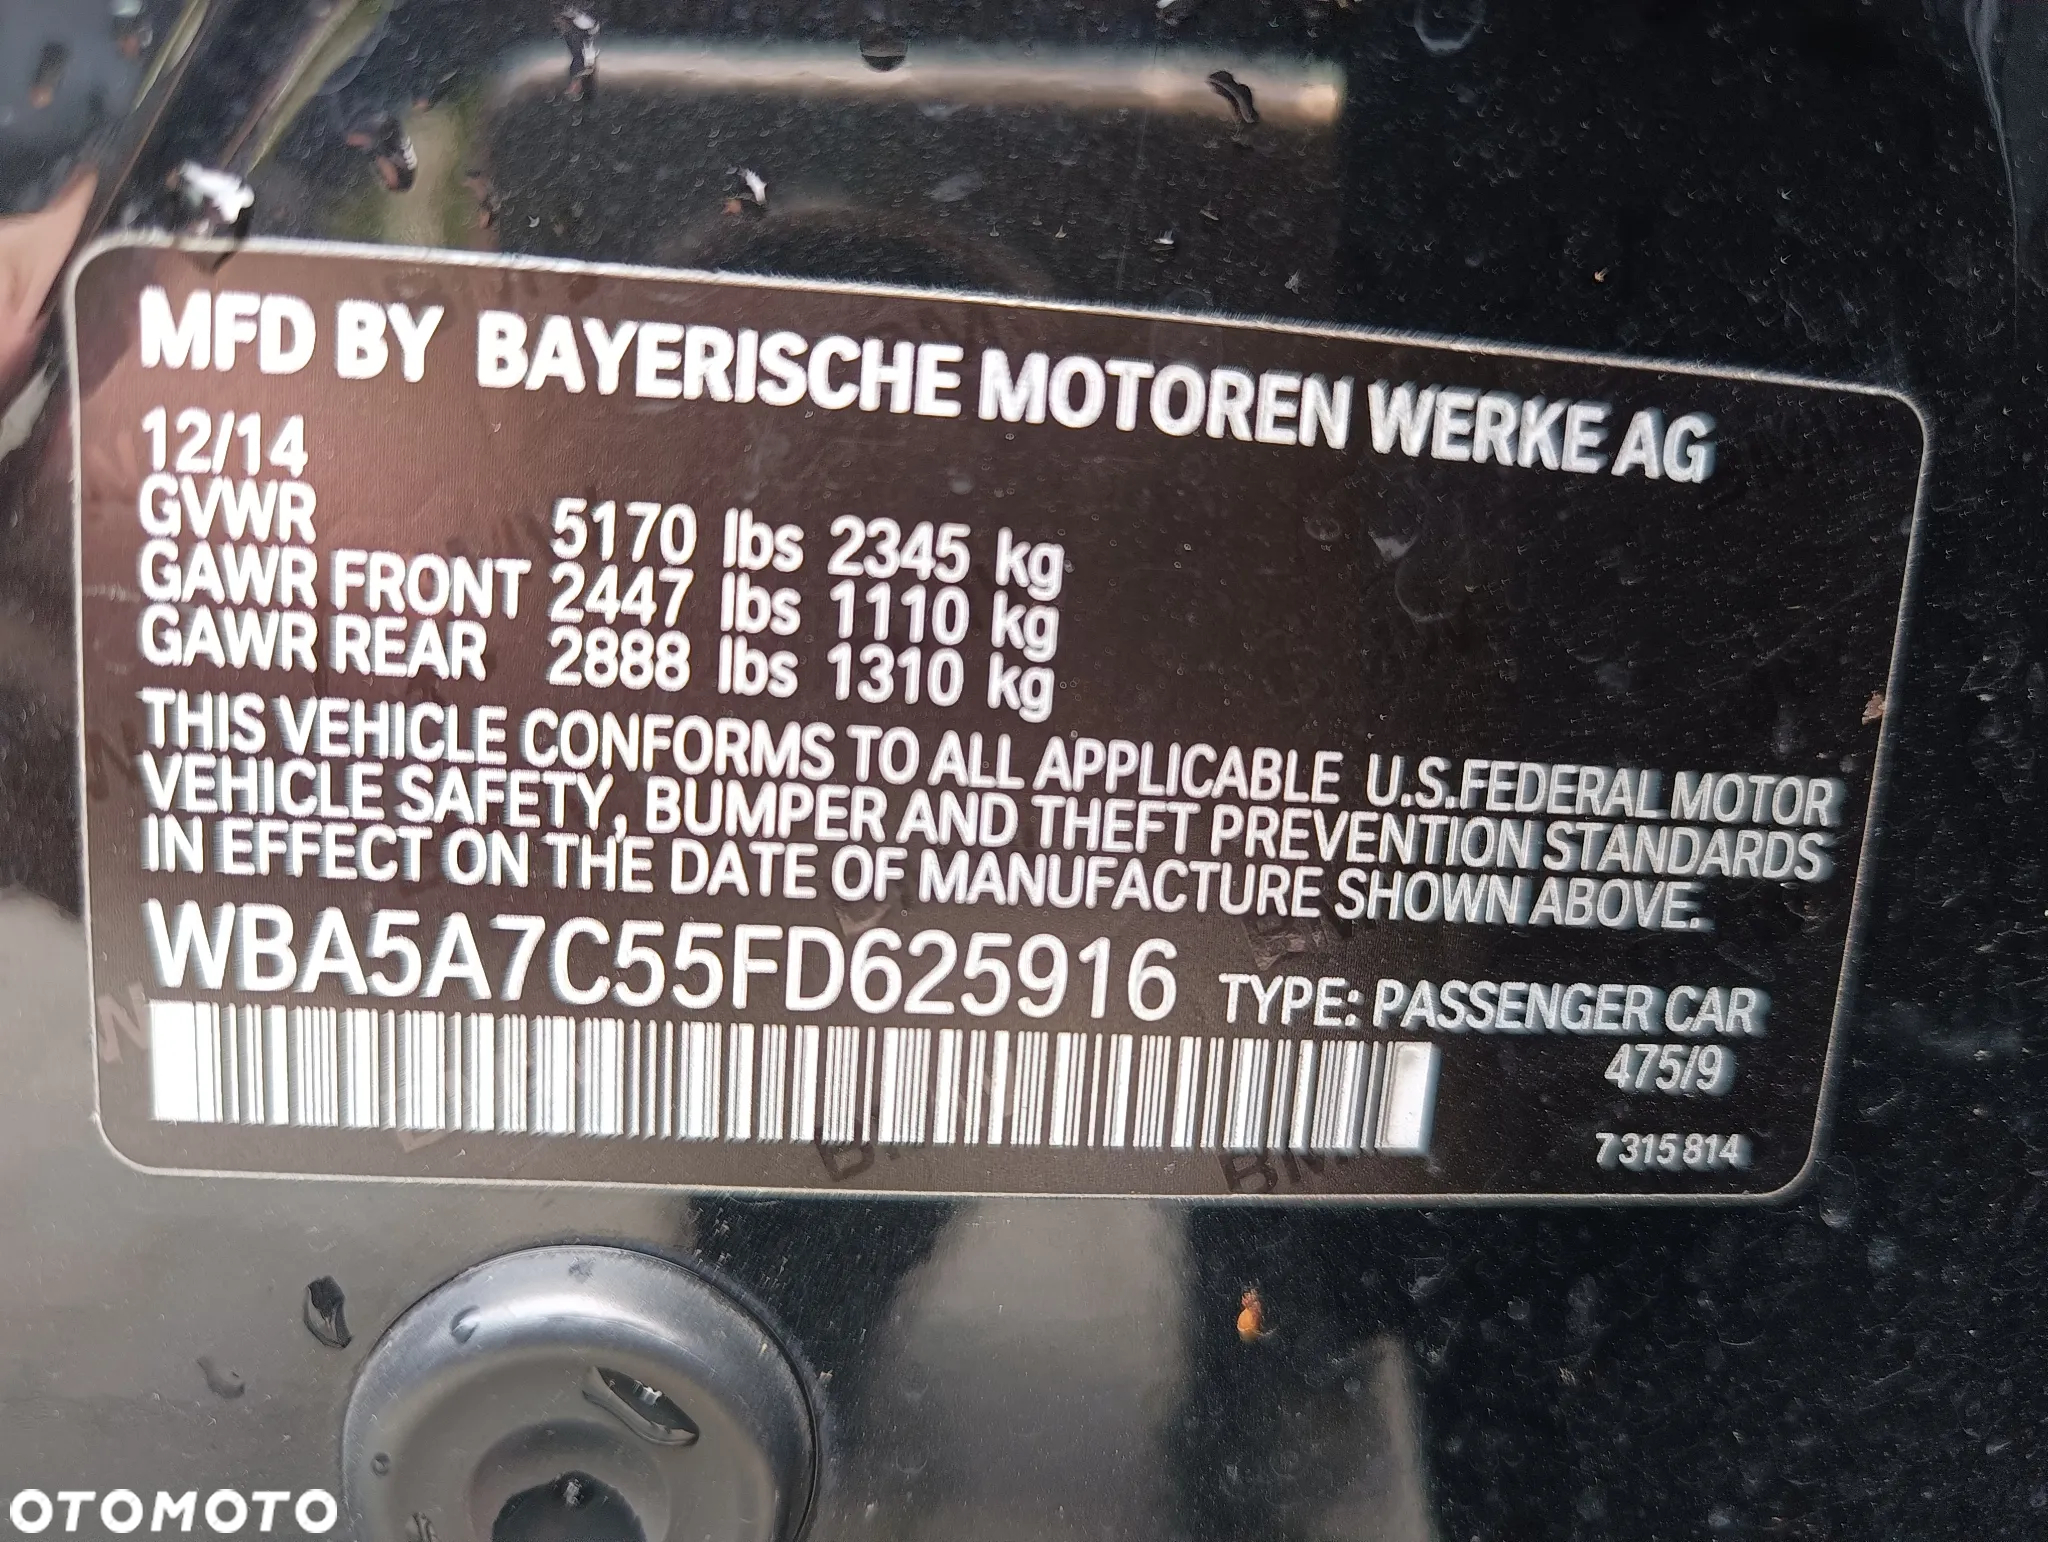 MFD BY BAYERISCHE MOTOREN WERKE AG
12/14
GVWR 5170 lbs 2345 kg
GAWR FRONT 2447 lbs 1110 kg
GAWR REAR 2888 lbs 1310 kg
THIS VEHICLE CONFORMS TO ALL APPLICABLE U.S.FEDERAL MOTOR
VEHICLE SAFETY, BUMPER AND THEFT PREVENTION STANDARDS
IN EFFECT ON THE DATE OF MANUFACTURE SHOWN ABOVE.
WBA5A7C55FD625916 TYPE: PASSENGER CAR
475/9
7 315 814
OTOMOTO